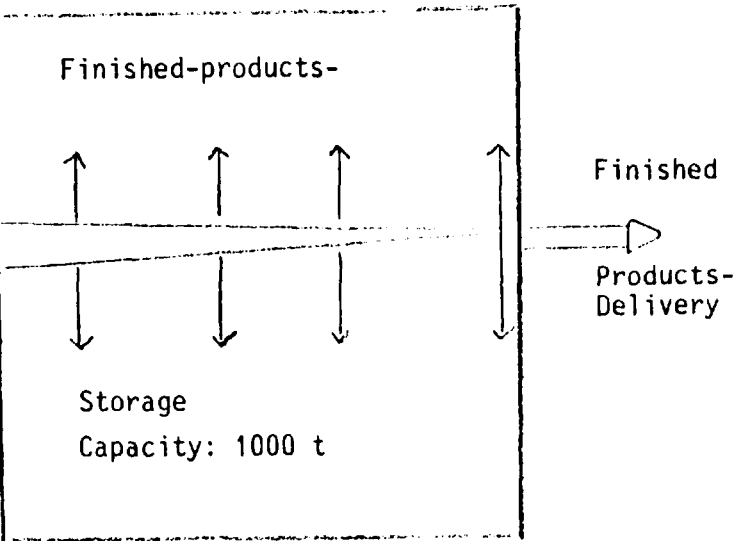 Finished-products-
Finished
Products-
Delivery
Storage
Capacity: 1000 t